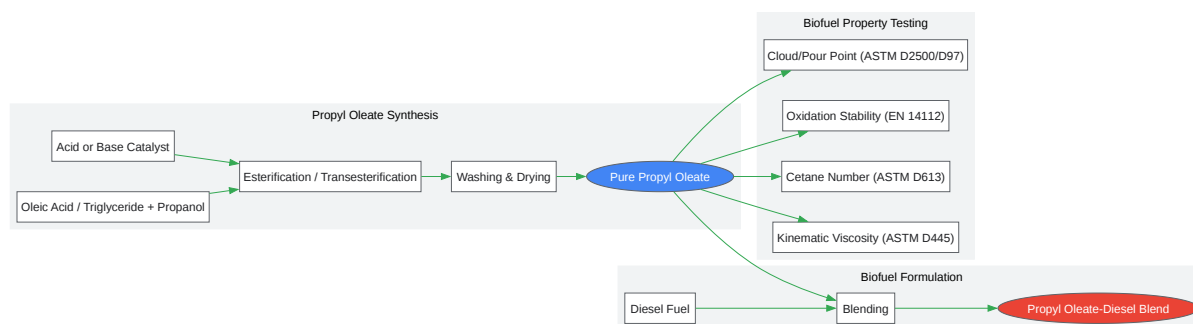 Biofuel Property Testing
Cloud/Pour Point (ASTM D2500/D97)
Propyl Oleate Synthesis
Oxidation Stability (EN 14112)
Acid or Base Catalyst
Esterification / Transesterification
Washing & Drying
Pure Propyl Oleate
Cetane Number (ASTM D613)
Oleic Acid / Triglyceride + Propanol
Kinematic Viscosity (ASTM D445)
Biofuel Formulation
Diesel Fuel
Blending
Propyl Oleate-Diesel Blend